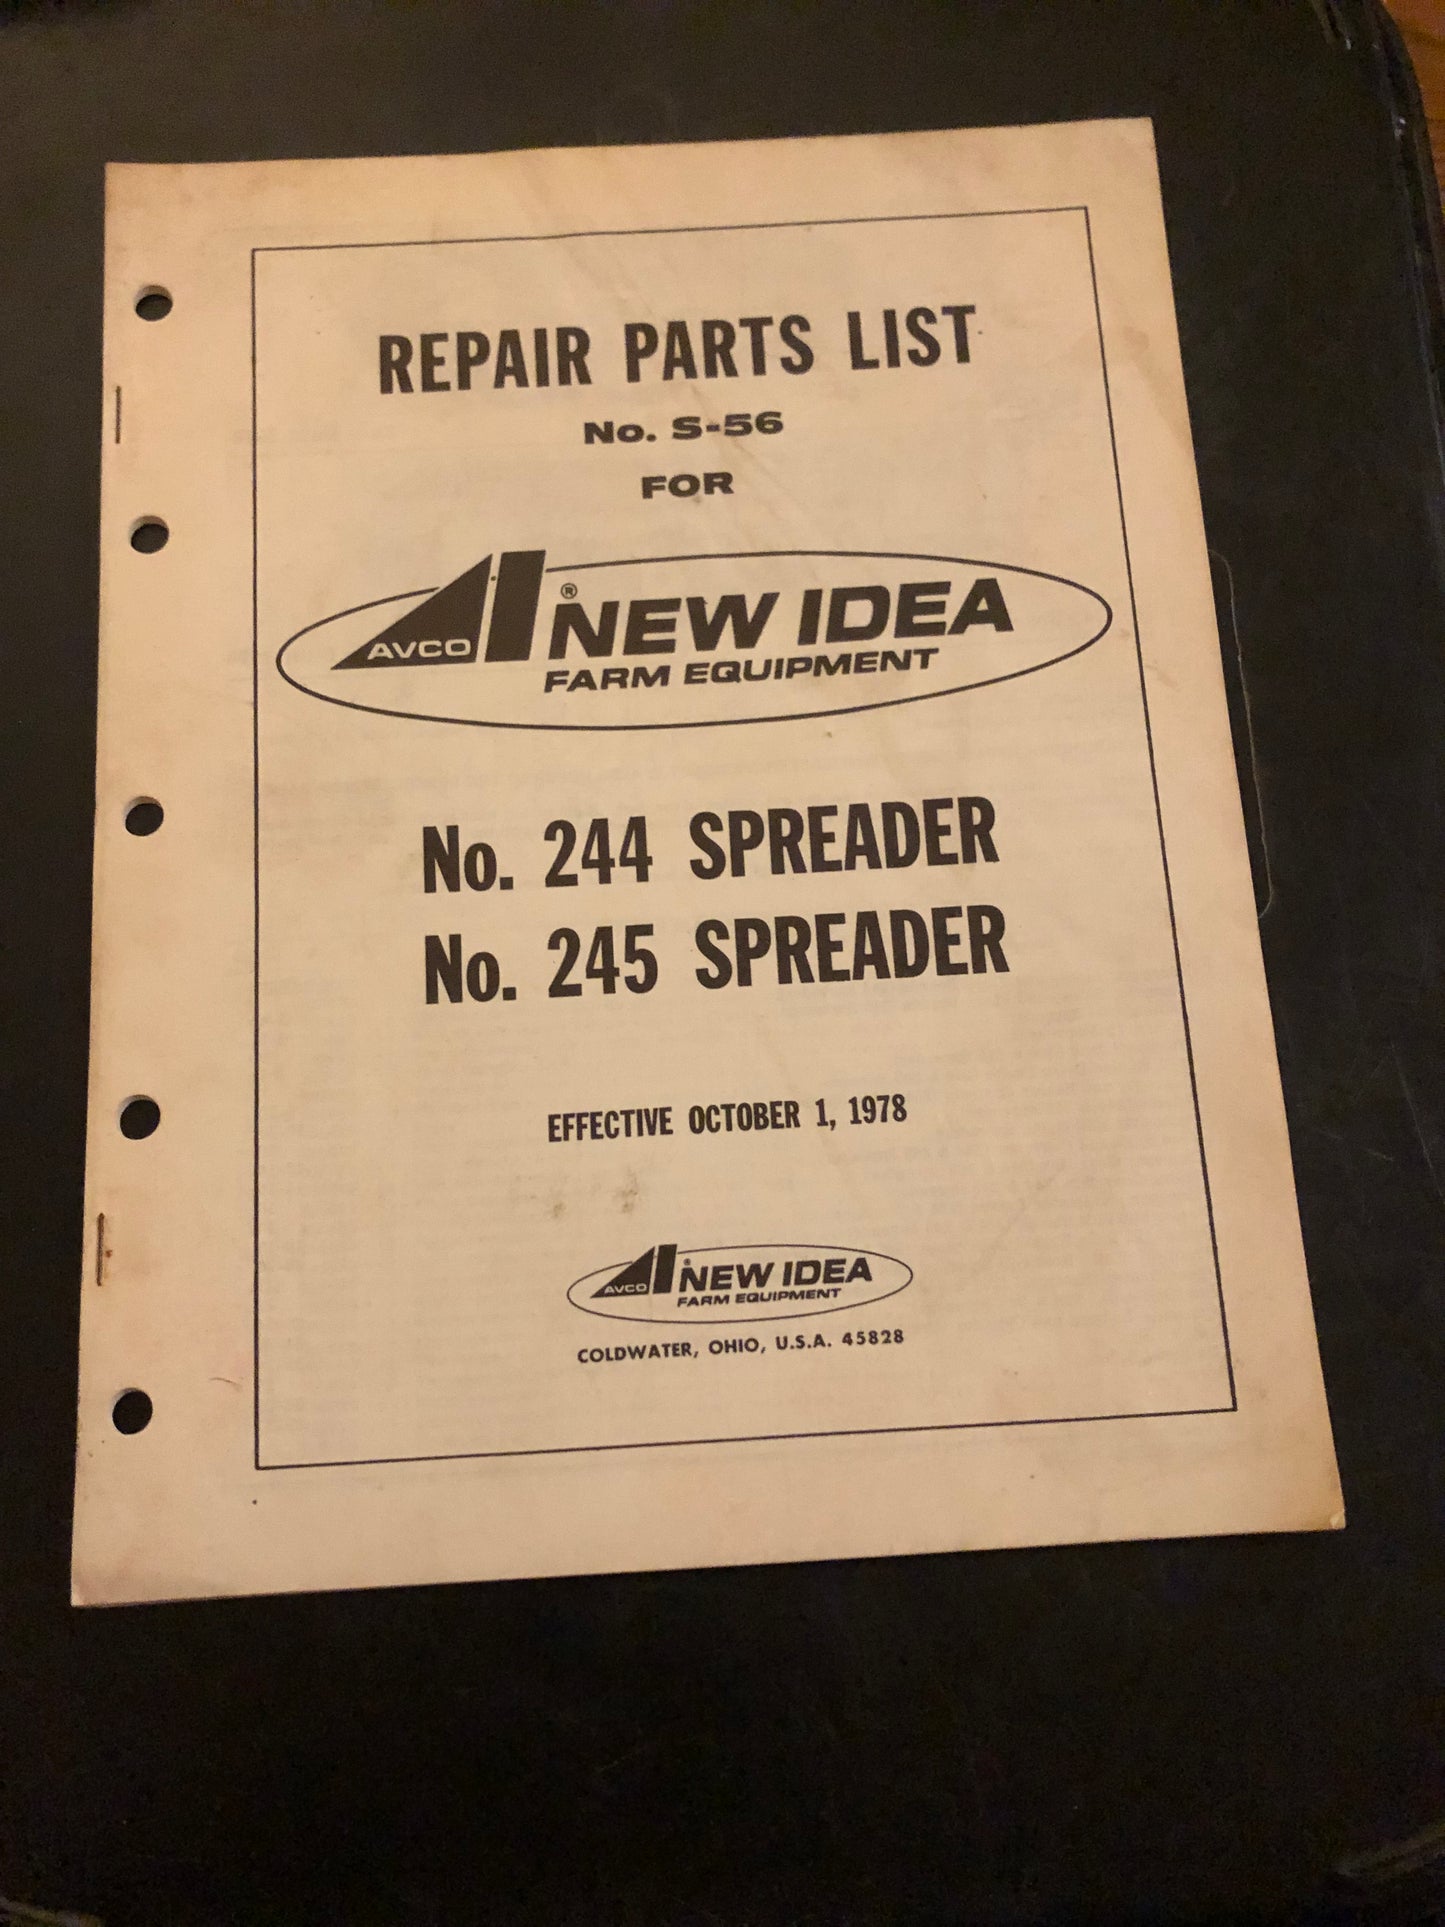 REPAIR PARTS LIST
No. S-56
FOR
AVCO ® NEW IDEA
FARM EQUIPMENT
No. 244 SPREADER
No. 245 SPREADER
EFFECTIVE OCTOBER 1, 1978
AVCO ® NEW IDEA
FARM EQUIPMENT
COLDWATER, OHIO, U.S.A. 45828